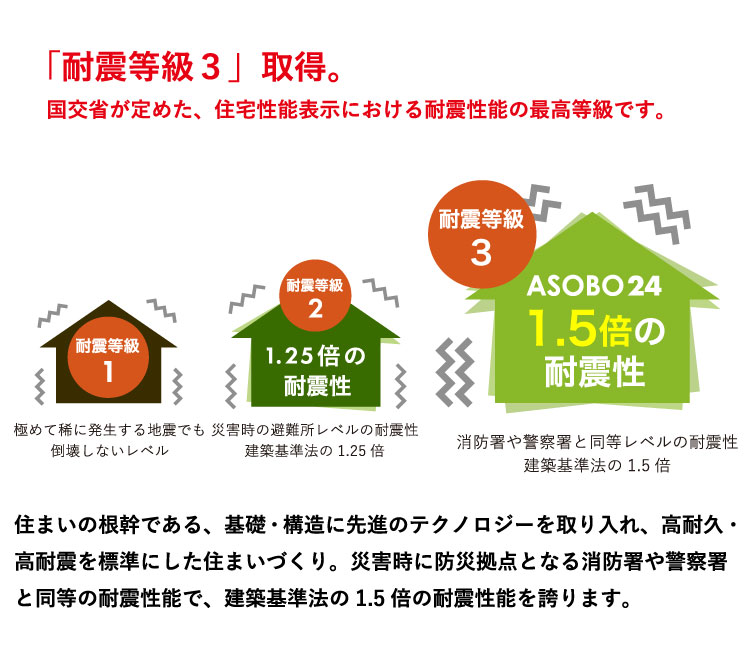 「耐震等級3」取得。
国交省が定めた、住宅性能表示における耐震性能の最高等級です。
耐震等級
1
極めて稀に発生する地震でも
倒壊しないレベル
耐震等級
2
1.25倍の
耐震性
災害時の避難所レベルの耐震性
建築基準法の1.25倍
耐震等級
3
ASOBO24
1.5倍の
耐震性
消防署や警察署と同等レベルの耐震性
建築基準法の1.5倍
住まいの根幹である、基礎・構造に先進のテクノロジーを取り入れ、高耐久・
高耐震を標準にした住まいづくり。災害時に防災拠点となる消防署や警察署
と同等の耐震性能で、建築基準法の1.5倍の耐震性能を誇ります。